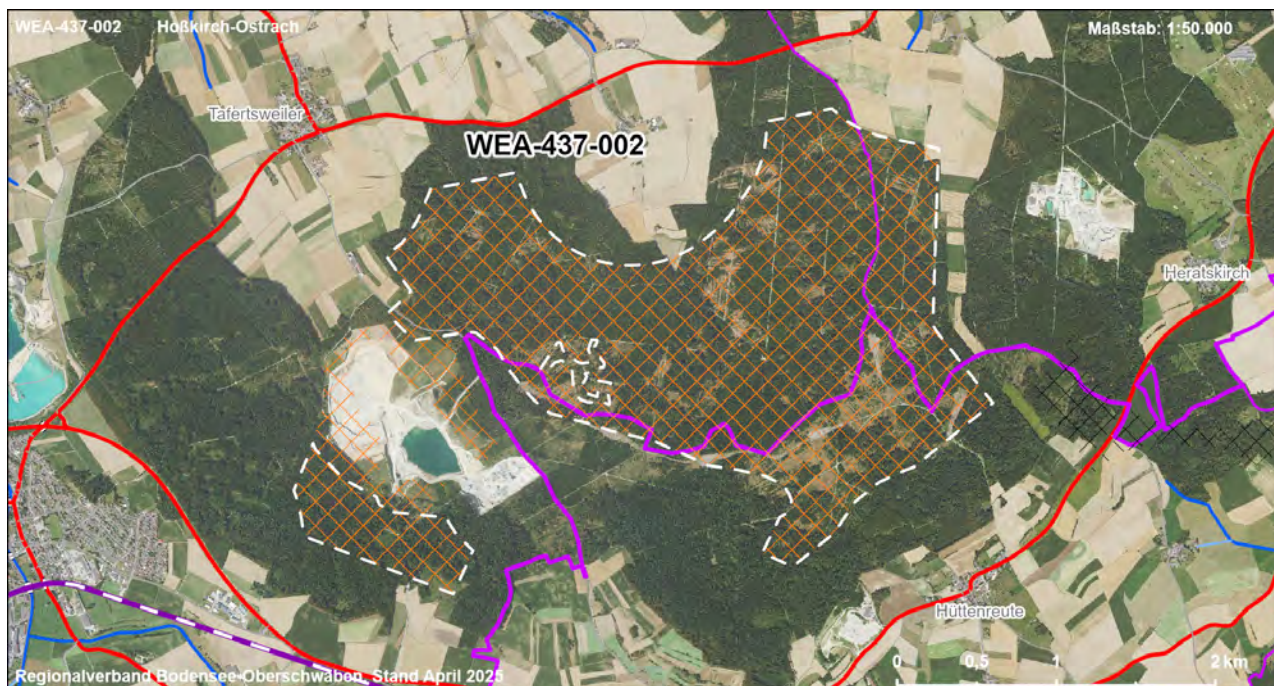 WEA-437-002 Hoßkirch-Ostrach
Maßstab: 1:50.000
Tafertsweiler
WEA-437-002
Heratskirch
Hüttenreute
0 0,5 1 2 km
Regionalverband Bodensee-Oberschwaben, Stand April 2025